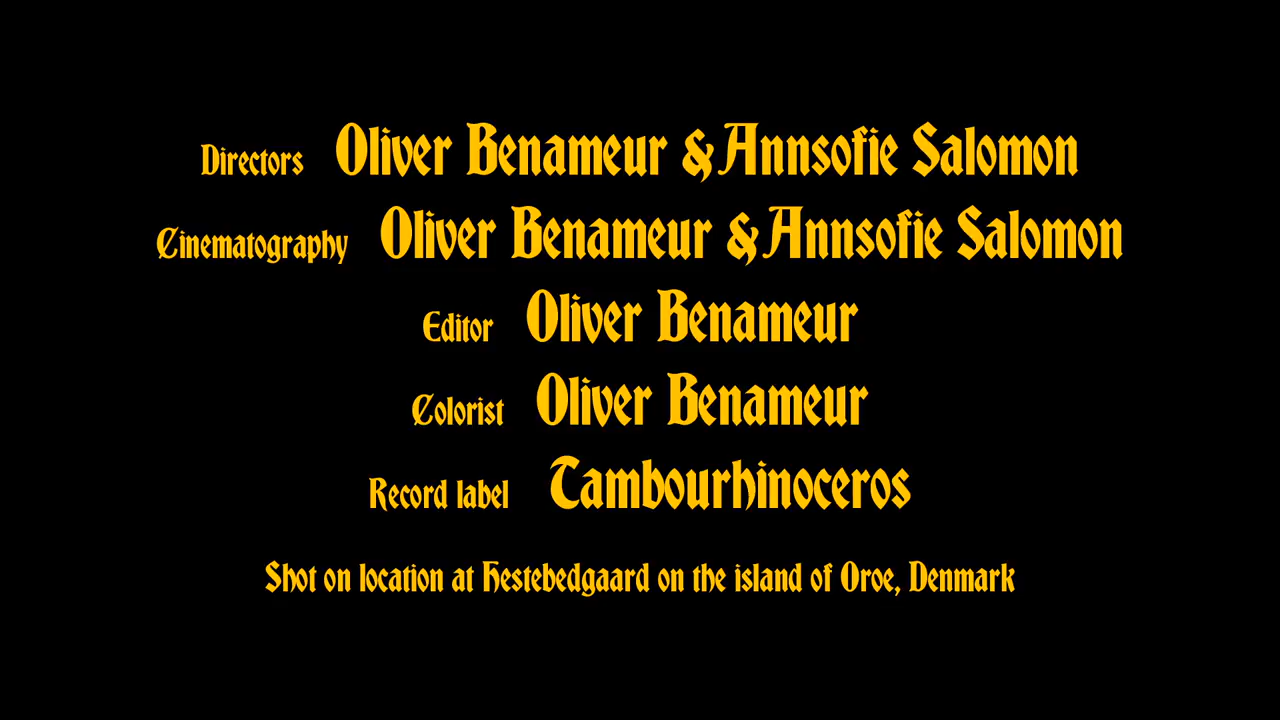 Directors Oliver Benameur & Annsofie Salomon
Cinematography Oliver Benameur & Annsofie Salomon
Editor Oliver Benameur
Colorist Oliver Benameur
Record label Tambourhinoceros
Shot on location at Hestebedgaard on the island of Oroe, Denmark